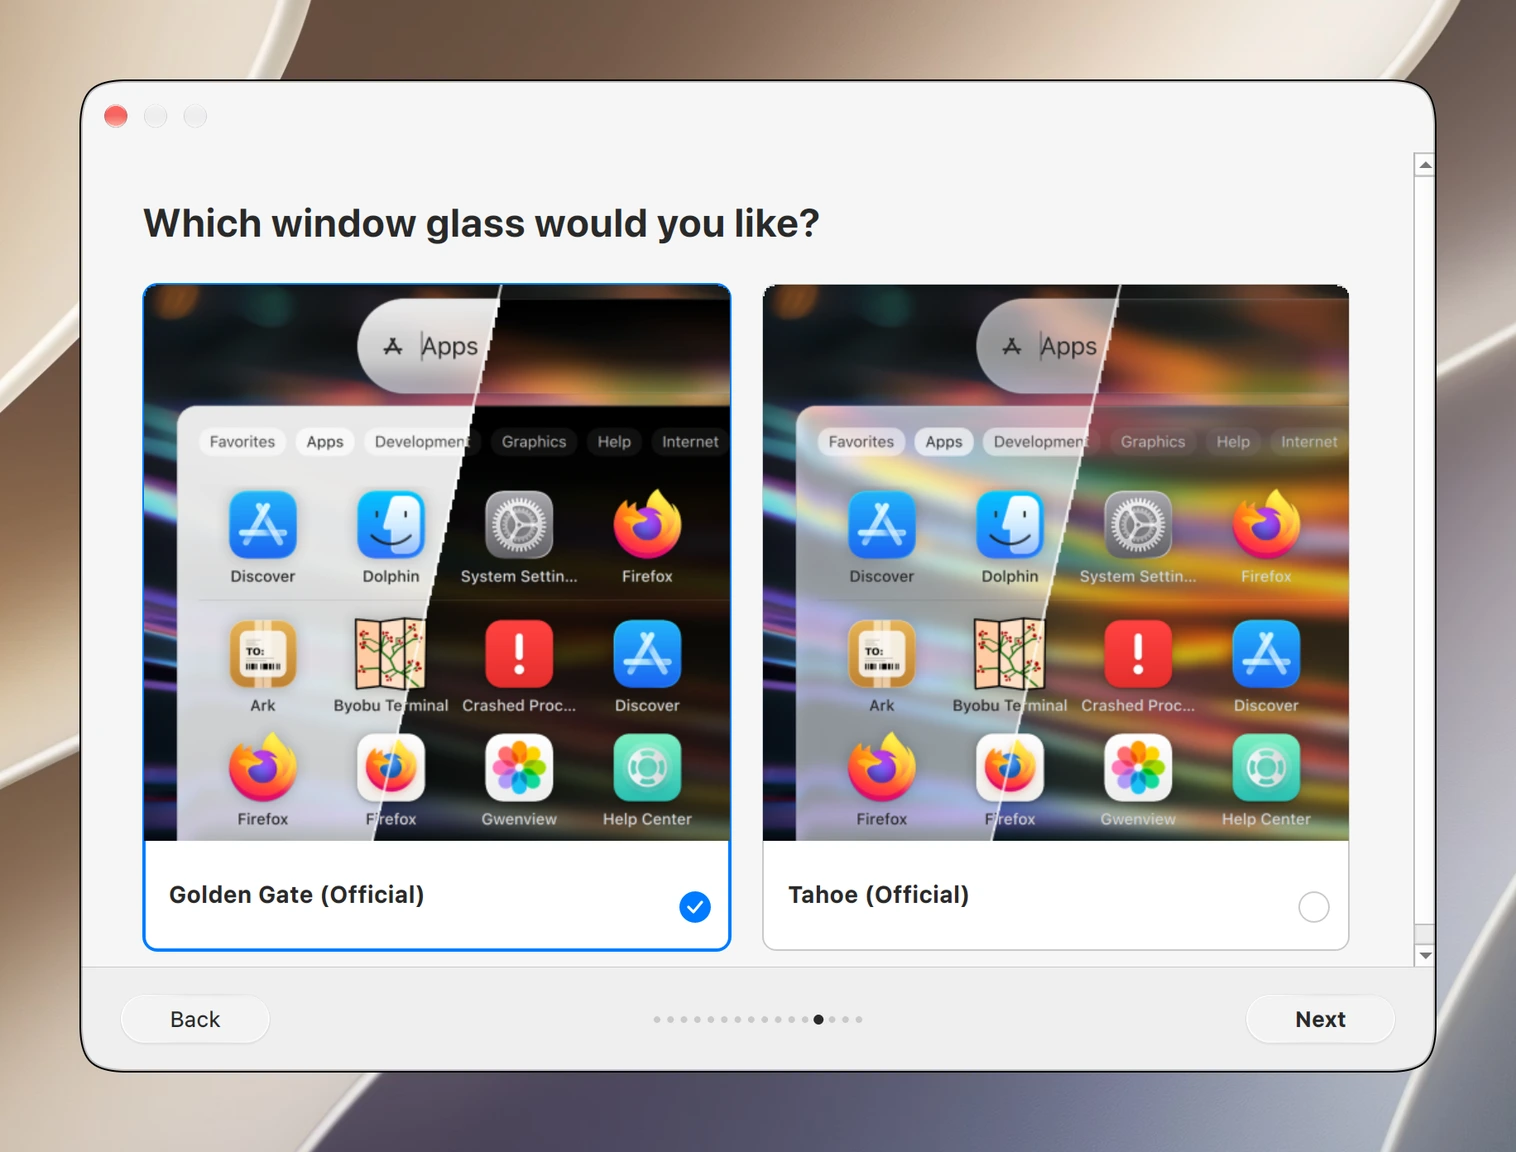 Which window glass would you like?
Apps
Favorites Apps Development Graphics Help Internet
Discover Dolphin System Settin... Firefox
TO:
Ark Byobu Terminal Crashed Proc... Discover
Firefox Firefox Gwenview Help Center
Golden Gate (Official)
Apps
Favorites Apps Development Graphics Help Internet
Discover Dolphin System Settin... Firefox
TO:
Ark Byobu Terminal Crashed Proc... Discover
Firefox Firefox Gwenview Help Center
Tahoe (Official)
Back
Next